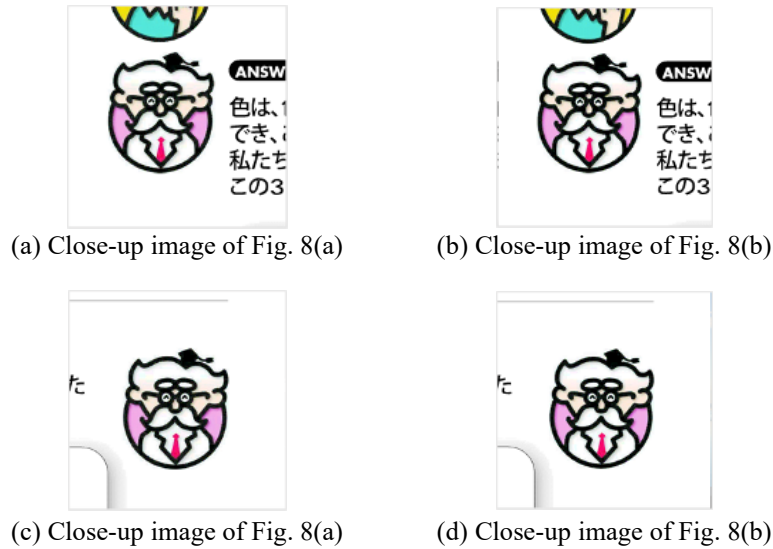 ANSW
色は、
でき、
私たち
この3
ANSW
色は、
でき、
私たち
この3
(a) Close-up image of Fig. 8(a)
(b) Close-up image of Fig. 8(b)
た
た
(c) Close-up image of Fig. 8(a)
(d) Close-up image of Fig. 8(b)